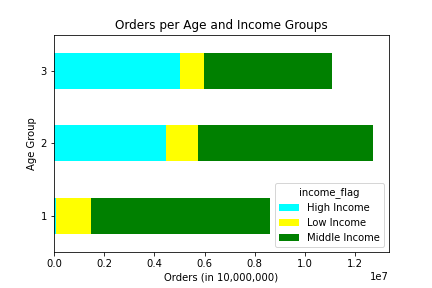 Orders per Age and Income Groups
Age Group
3
2
1
income_flag
High Income
Low Income
Middle Income
0.0 0.2 0.4 0.6 0.8 1.0 1.2
1e7
Orders (in 10,000,000)